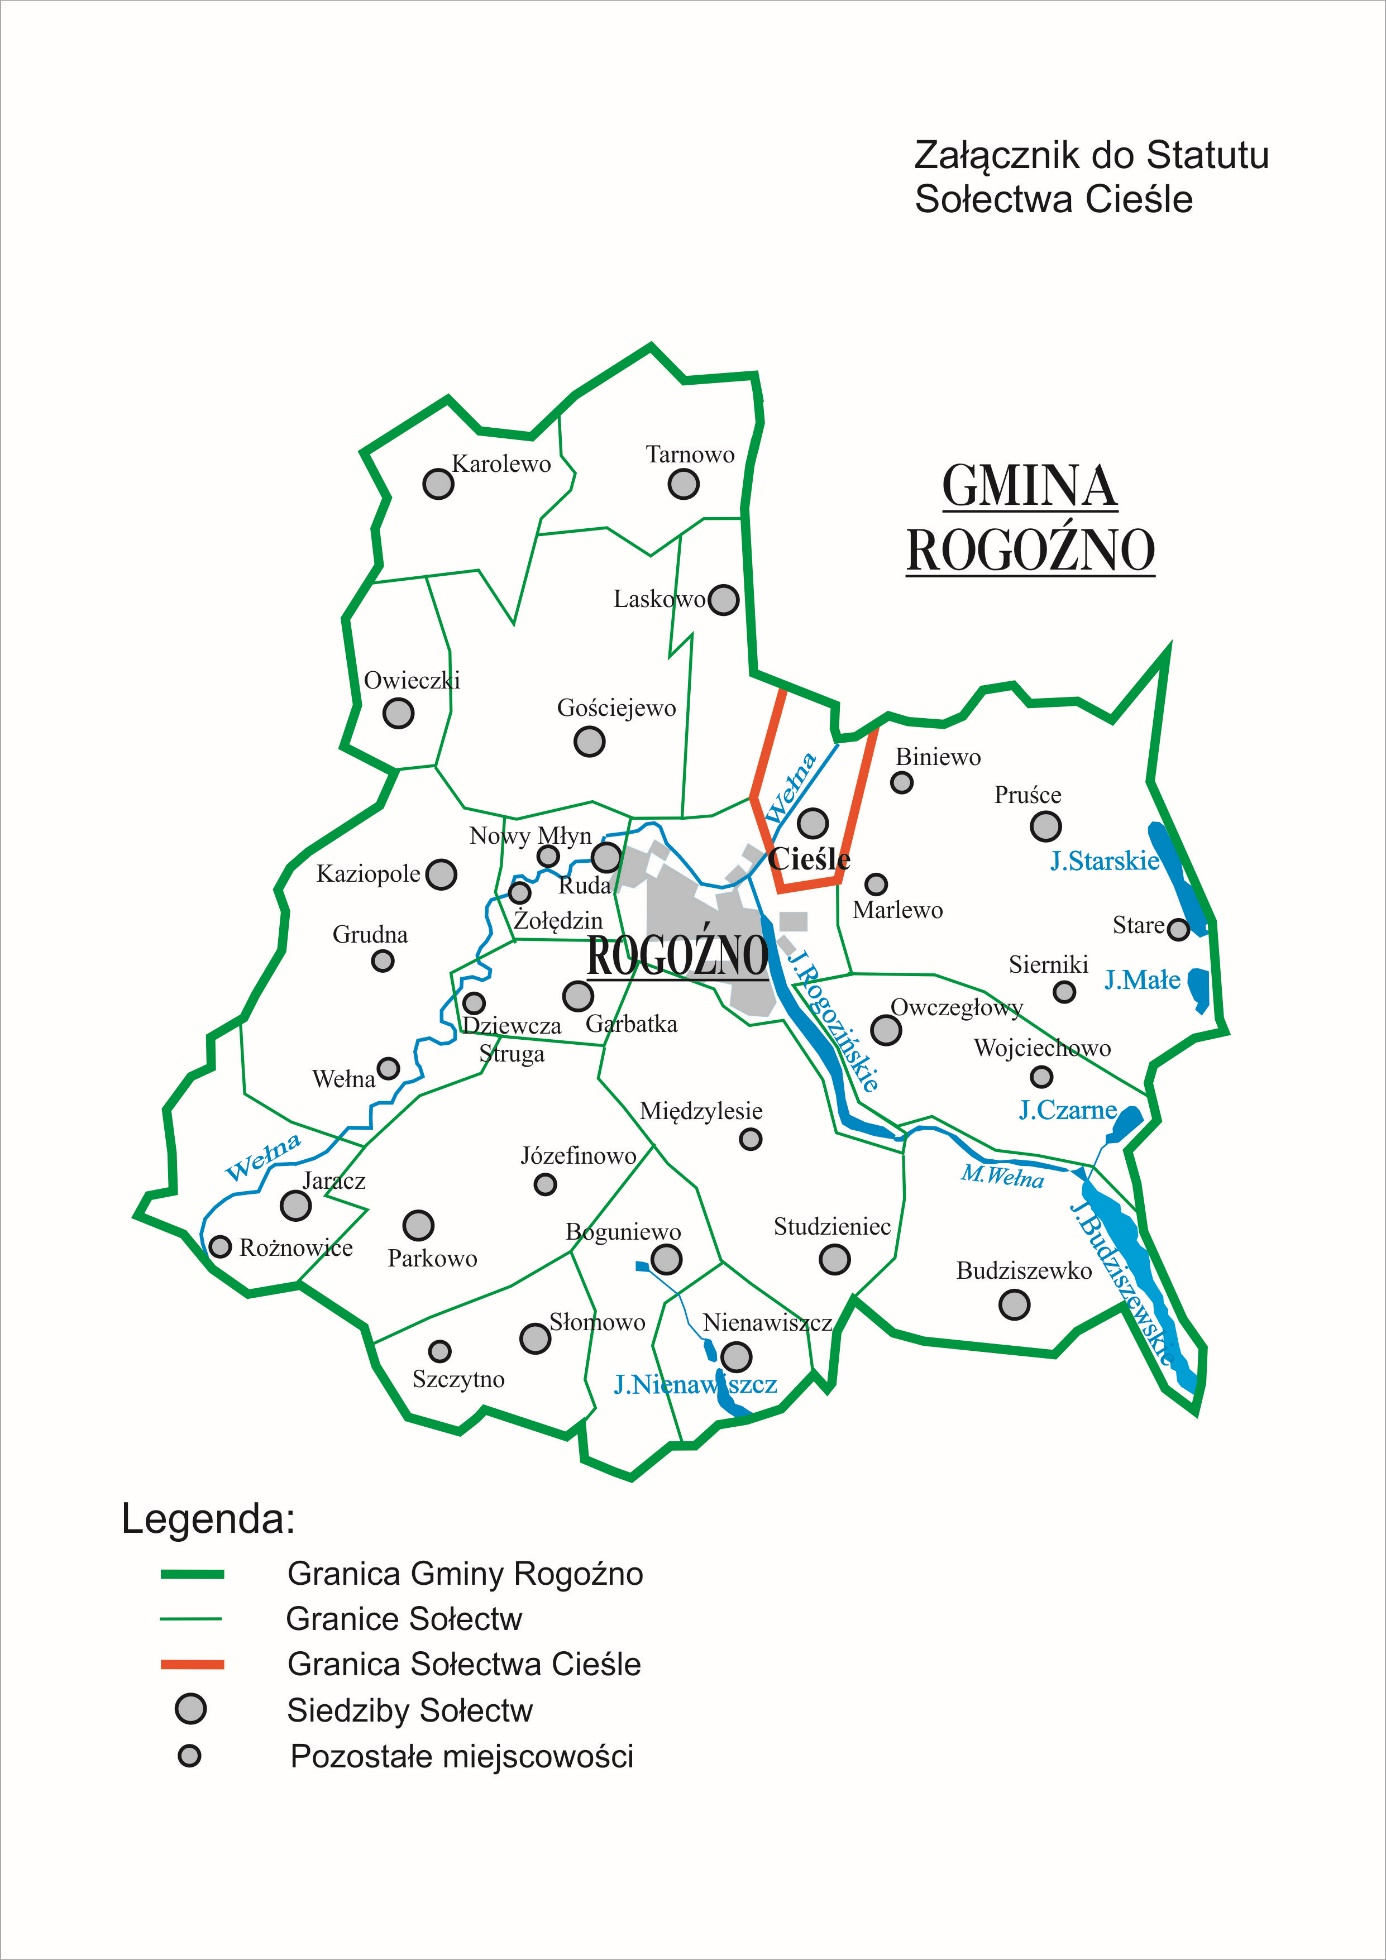 Załącznik do Statutu
Sołectwa Cieśle
GMINA
ROGOŹNO
Karolewo
Tarnowo
Laskowo
Owieczki
Gościejewo
Wełna
Biniewo
Pruśce
Nowy Młyn
Cieśle
J.Starskie
Kaziopole
Ruda
Żołędzin
Marlewo
Stare
Grudna
ROGOŹNO
J.Rogozińskie
Sierniki
J.Małe
Dziewcza
Struga
Garbatka
Owczegłowy
Wojciechowo
Wełna
Międzylesie
J.Czarne
Wełna
Józefinowo
Jaracz
M.Wełna
Rożnowice
Parkowo
Boguniewo
Studzieniec
J.Budziszewskie
Budziszewko
Słomowo
Nienawiszcz
Szczytno
J.Nienawiszcz
Legenda:
Granica Gminy Rogoźno
Granice Sołectw
Granica Sołectwa Cieśle
Siedziby Sołectw
Pozostałe miejscowości